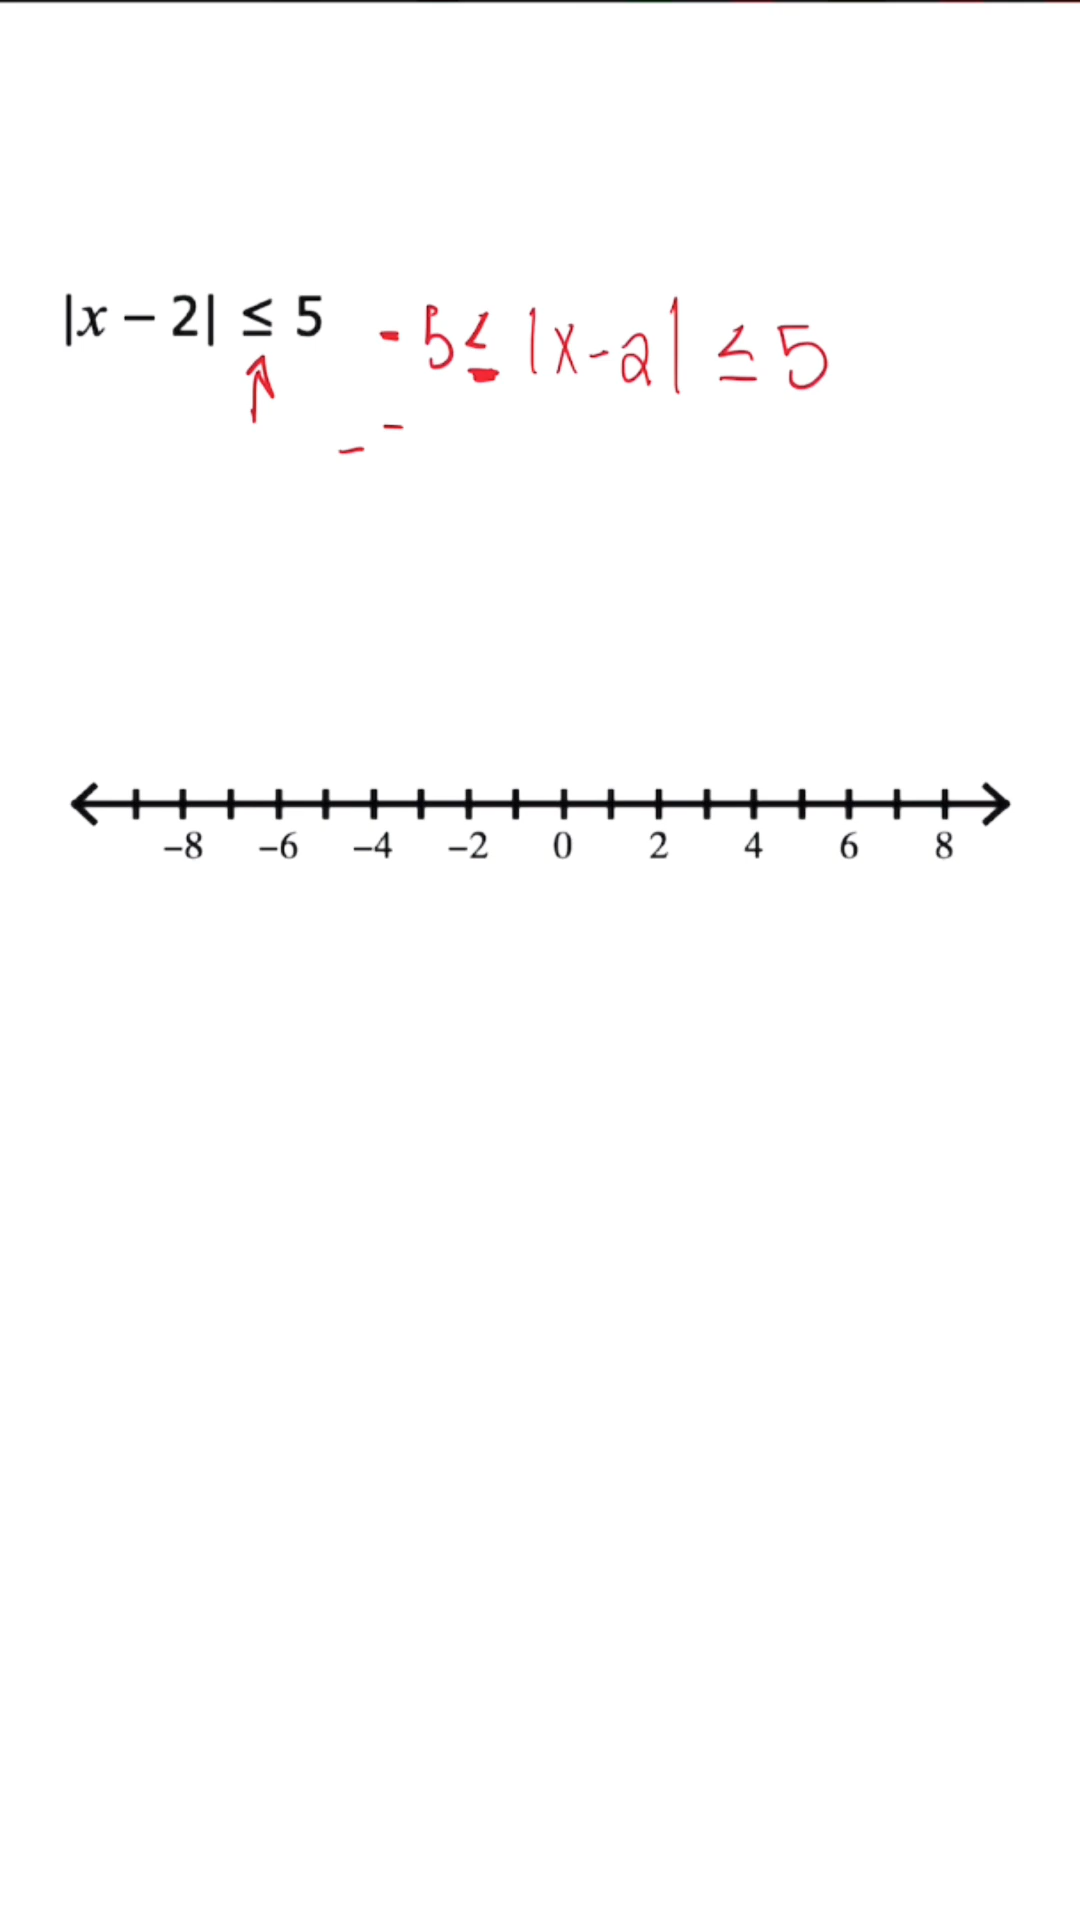 |x − 2| ≤ 5 - 5 ≤ |x-2| ≤ 5
- -
−8 −6 −4 −2 0 2 4 6 8